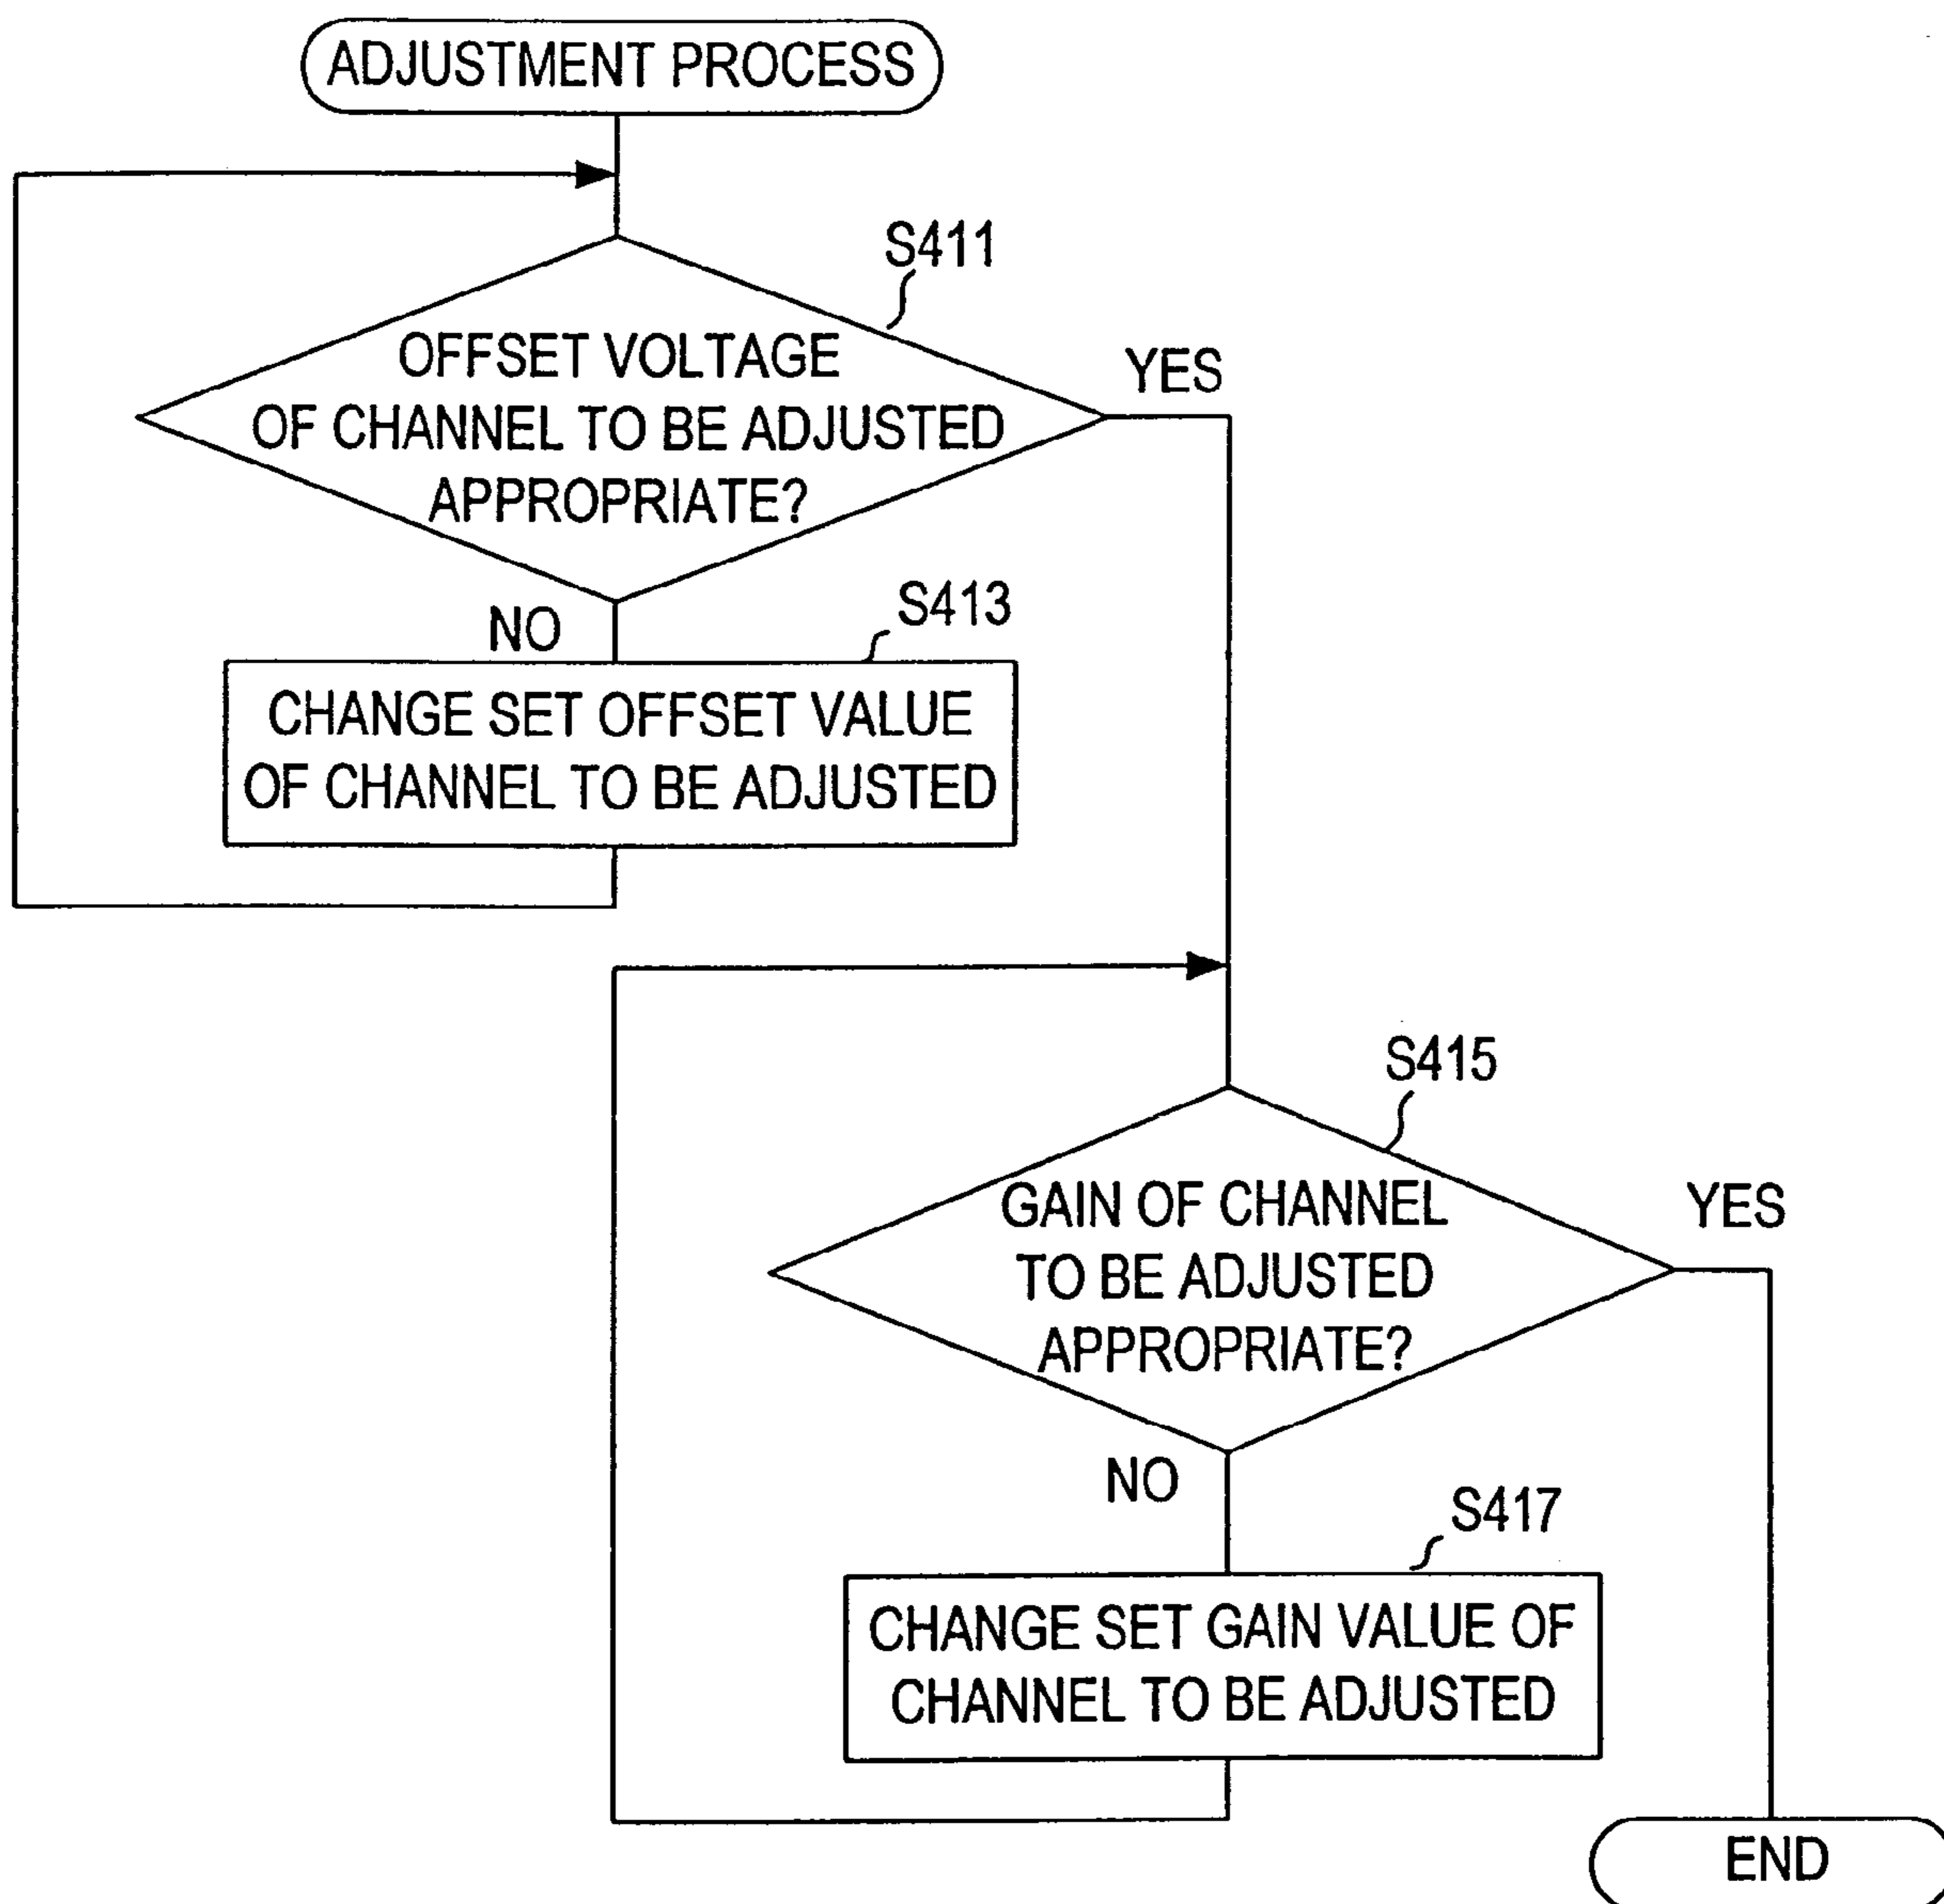 ADJUSTMENT PROCESS
S411
OFFSET VOLTAGE
OF CHANNEL TO BE ADJUSTED
APPROPRIATE?
YES
NO
S413
CHANGE SET OFFSET VALUE
OF CHANNEL TO BE ADJUSTED
S415
GAIN OF CHANNEL
TO BE ADJUSTED
APPROPRIATE?
YES
NO
S417
CHANGE SET GAIN VALUE OF
CHANNEL TO BE ADJUSTED
END